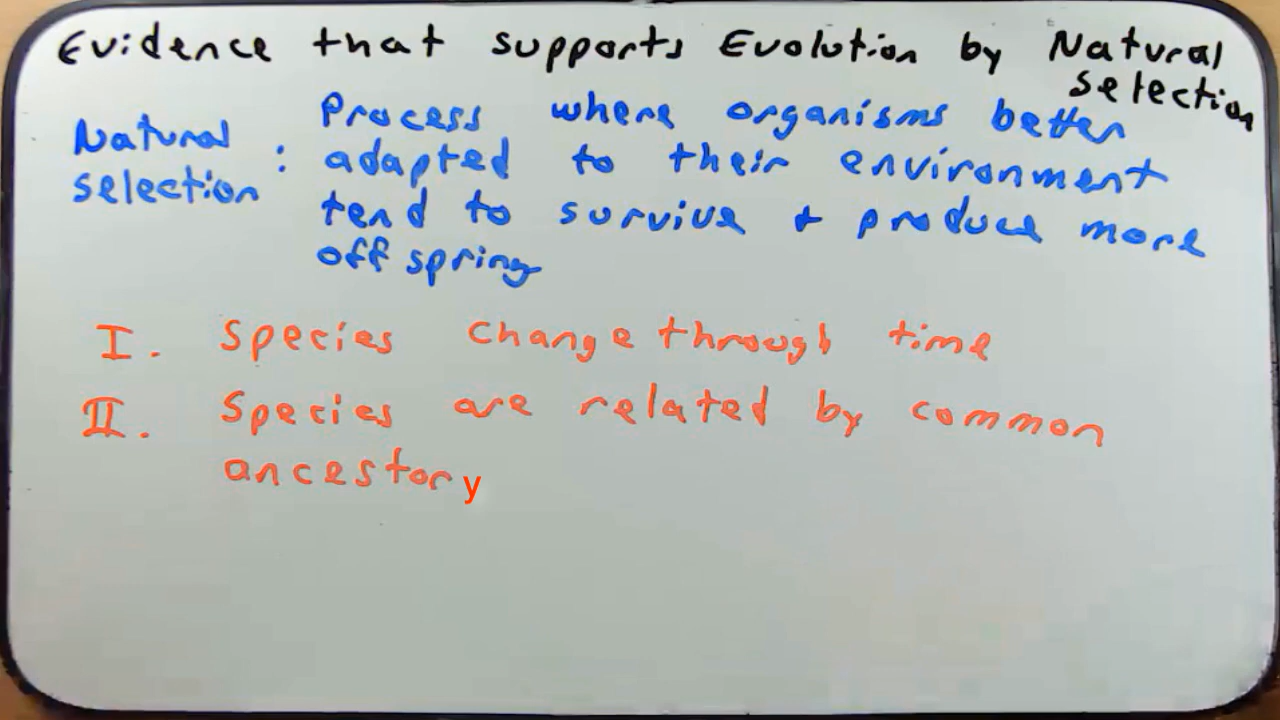 Evidence that supports Evolution by Natural
selection
Natural selection : Process where organisms better
adapted to their environment
tend to survive + produce more
off spring
I. Species change through time
II. Species are related by common
ancestory